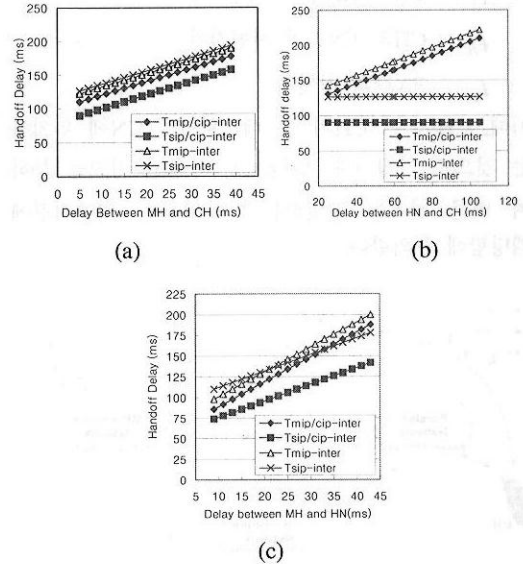 250
200
150
100
50
0
Handoff Delay (ms)
Tmip/cip-inter
Tsip/cip-inter
Tmip-inter
Tsip-inter
0 5 10 15 20 25 30 35 40 45
Delay Between MH and CH (ms)
(a)
250
200
150
100
50
0
Handoff delay (ms)
Tmip/cip-inter
Tsip/cip-inter
Tmip-inter
Tsip-inter
20 40 60 80 100 120
Delay between HN and CH (ms)
(b)
225
200
175
150
125
100
75
50
25
0
Handoff Delay (ms)
Tmip/cip-inter
Tsip/cip-inter
Tmip-inter
Tsip-inter
0 5 10 15 20 25 30 35 40 45
Delay between MH and HN(ms)
(c)